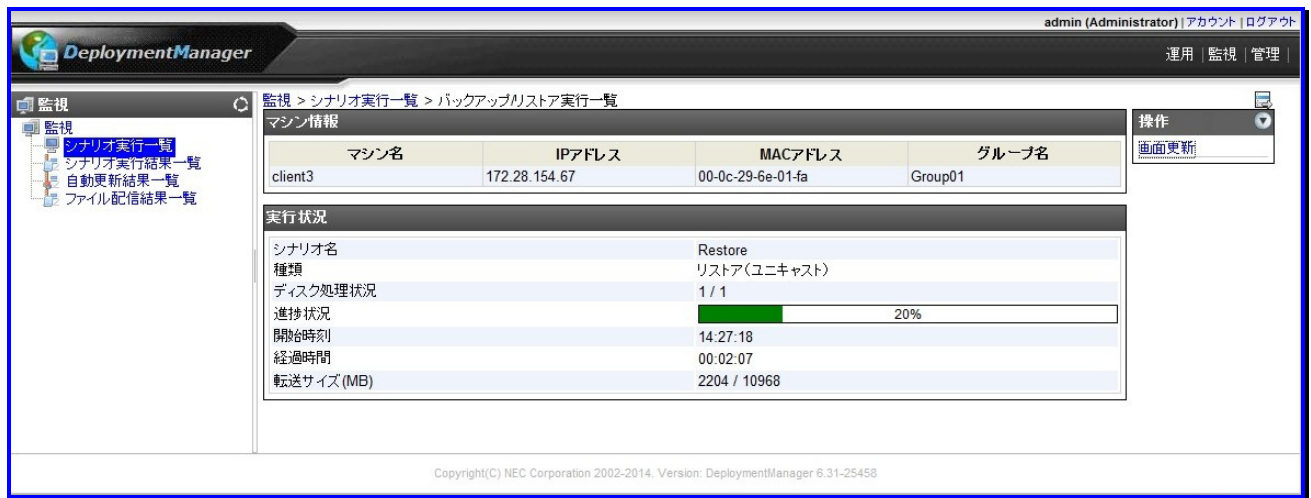 admin (Administrator) | アカウント | ログアウト
DeploymentManager
運用 | 監視 | 管理 |
監視
監視
シナリオ実行一覧
シナリオ実行結果一覧
自動更新結果一覧
ファイル配信結果一覧
監視 > シナリオ実行一覧 > バックアップ/リストア実行一覧
マシン情報
マシン名 IPアドレス MACアドレス グループ名
client3 172.28.154.67 00-0c-29-6e-01-fa Group01
実行状況
シナリオ名 Restore
種類 リストア(ユニキャスト)
ディスク処理状況 1 / 1
進捗状況 20%
開始時刻 14:27:18
経過時間 00:02:07
転送サイズ(MB) 2204 / 10968
操作
画面更新
Copyright(C) NEC Corporation 2002-2014. Version: DeploymentManager 6.31-25458